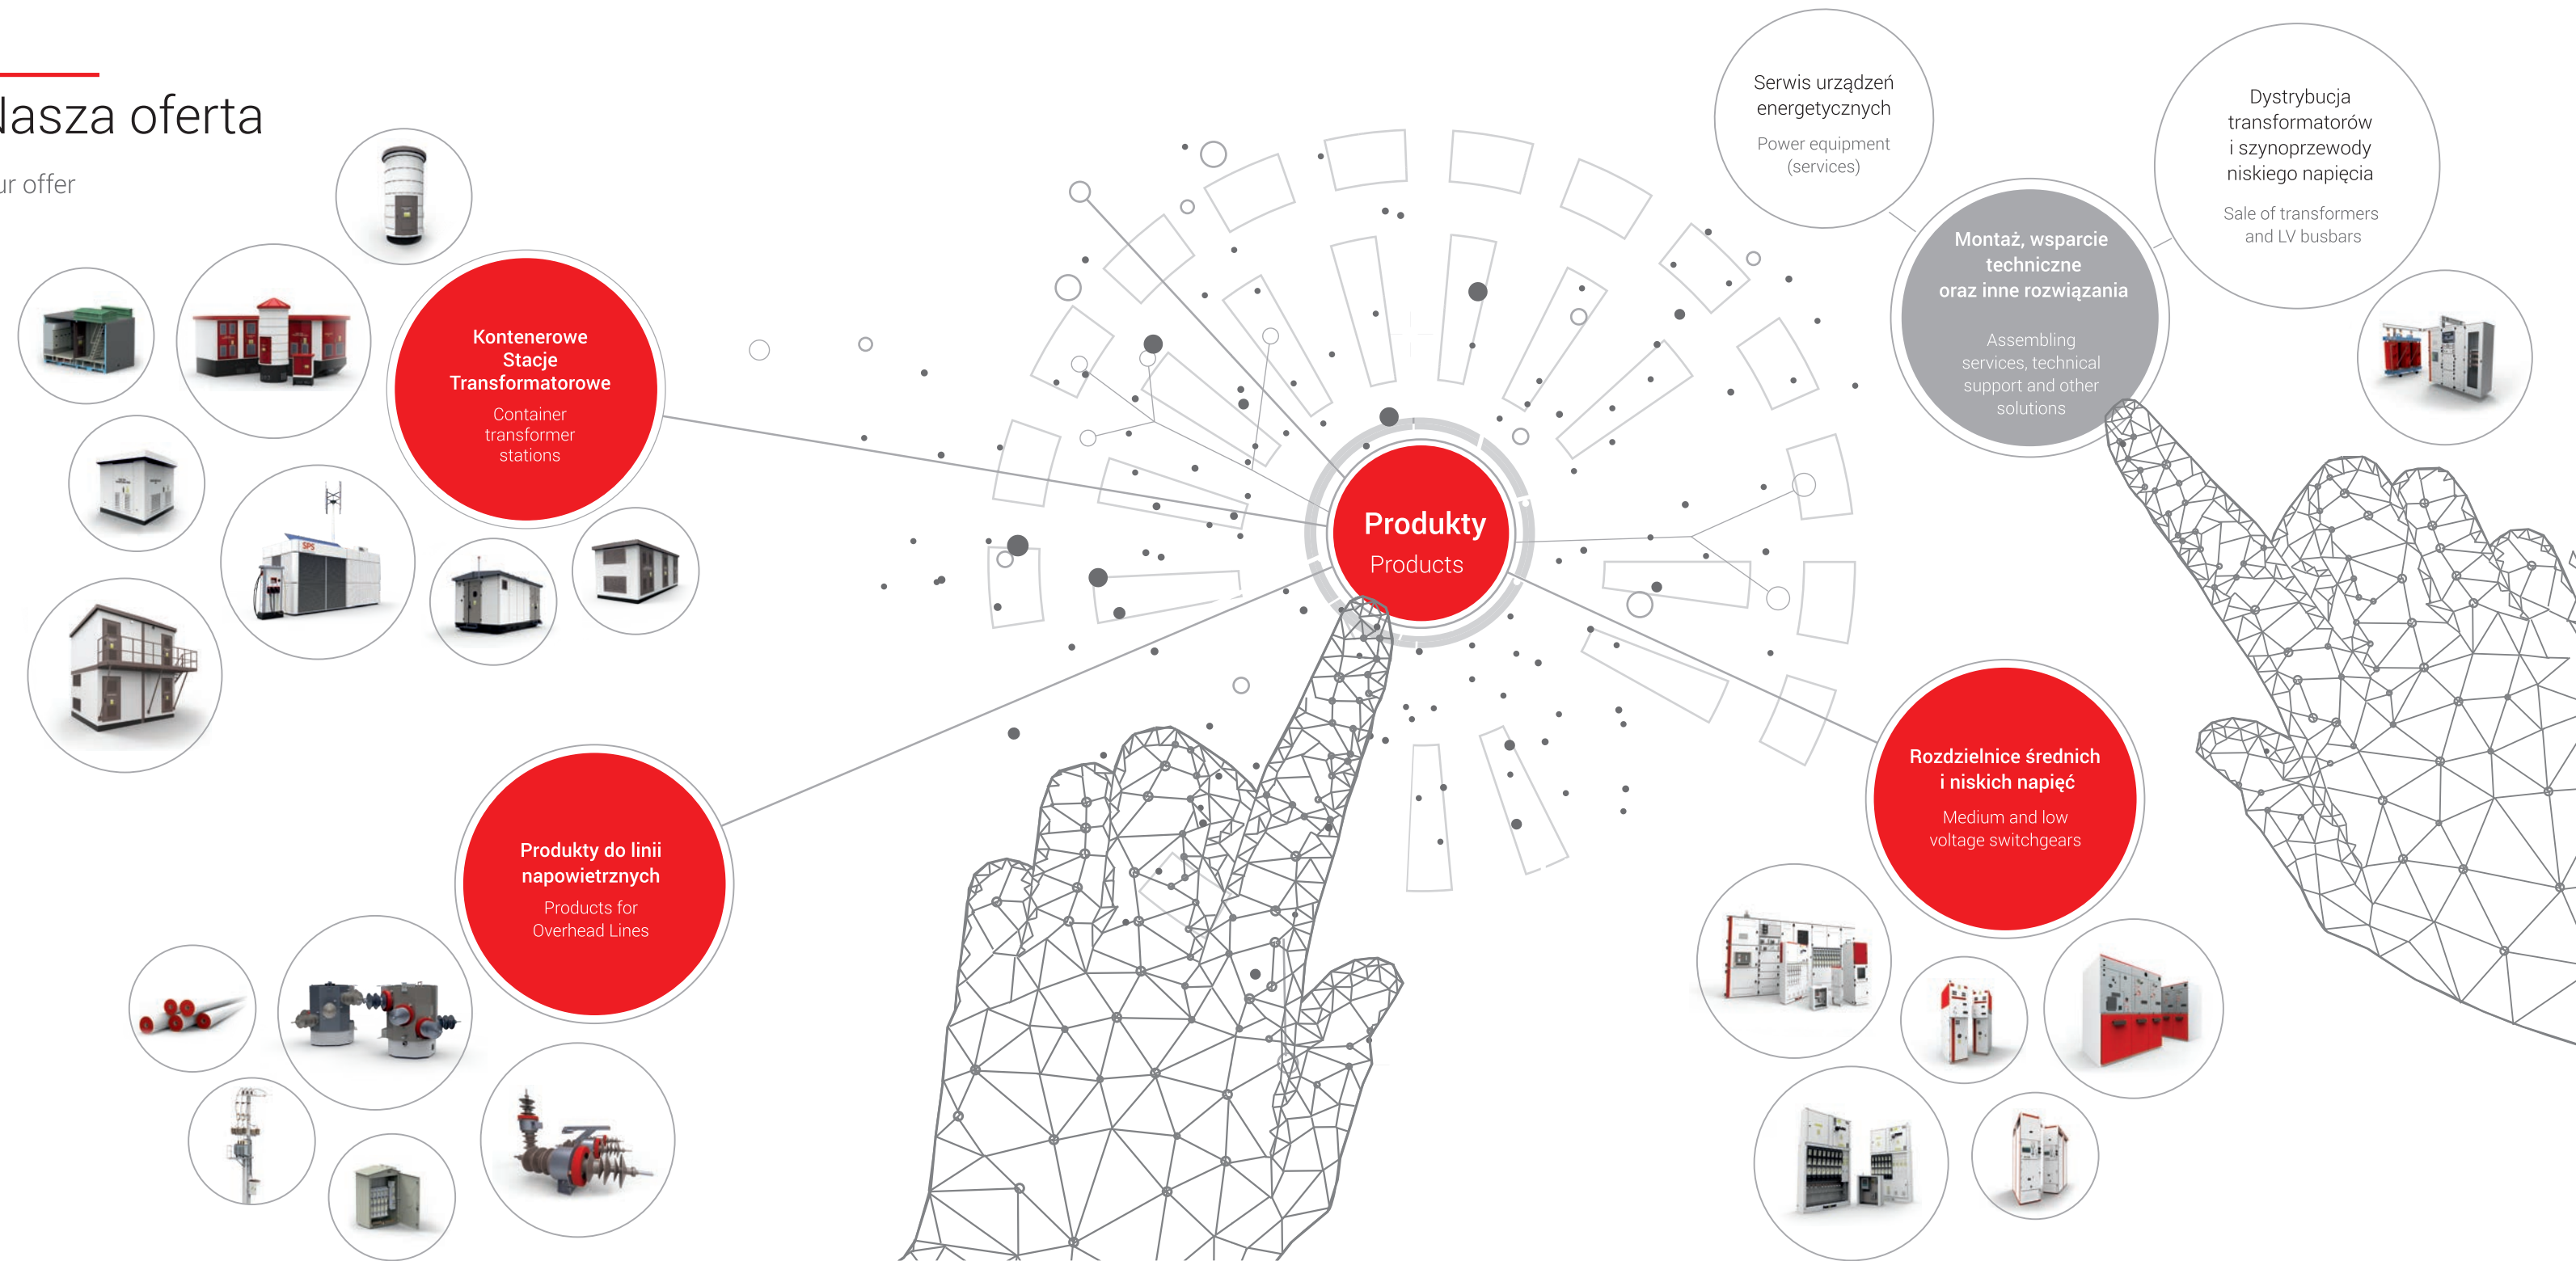 Nasza oferta
ur offer
Kontenerowe
Stacje
Transformatorowe
Container
transformer
stations
SPS
Produkty do linii
napowietrznych
Products for
Overhead Lines
Produkty
Products
Serwis urządzeń
energetycznych
Power equipment
(services)
Montaż, wsparcie
techniczne
oraz inne rozwiązania
Assembling
services, technical
support and other
solutions
Dystrybucja
transformatorów
i szynoprzewody
niskiego napięcia
Sale of transformers
and LV busbars
Rozdzielnice średnich
i niskich napięć
Medium and low
voltage switchgears